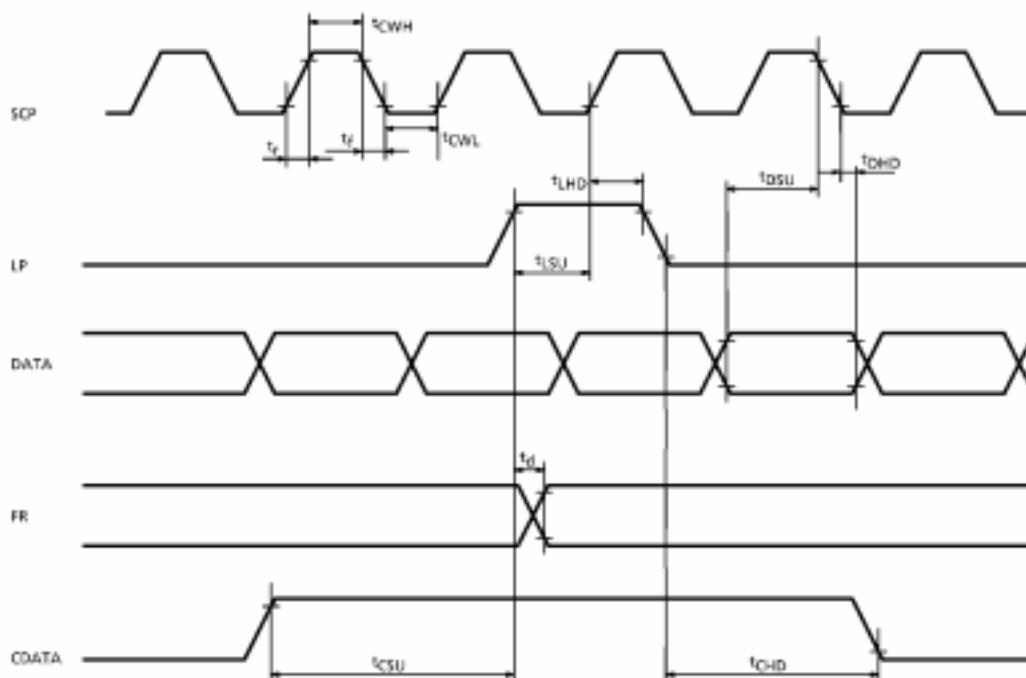 tCWH
SCP
tr tf tCWL
tDHD
tLHD tDSU
LP tLSU
DATA
td
FR
CDATA tCSU tCHD